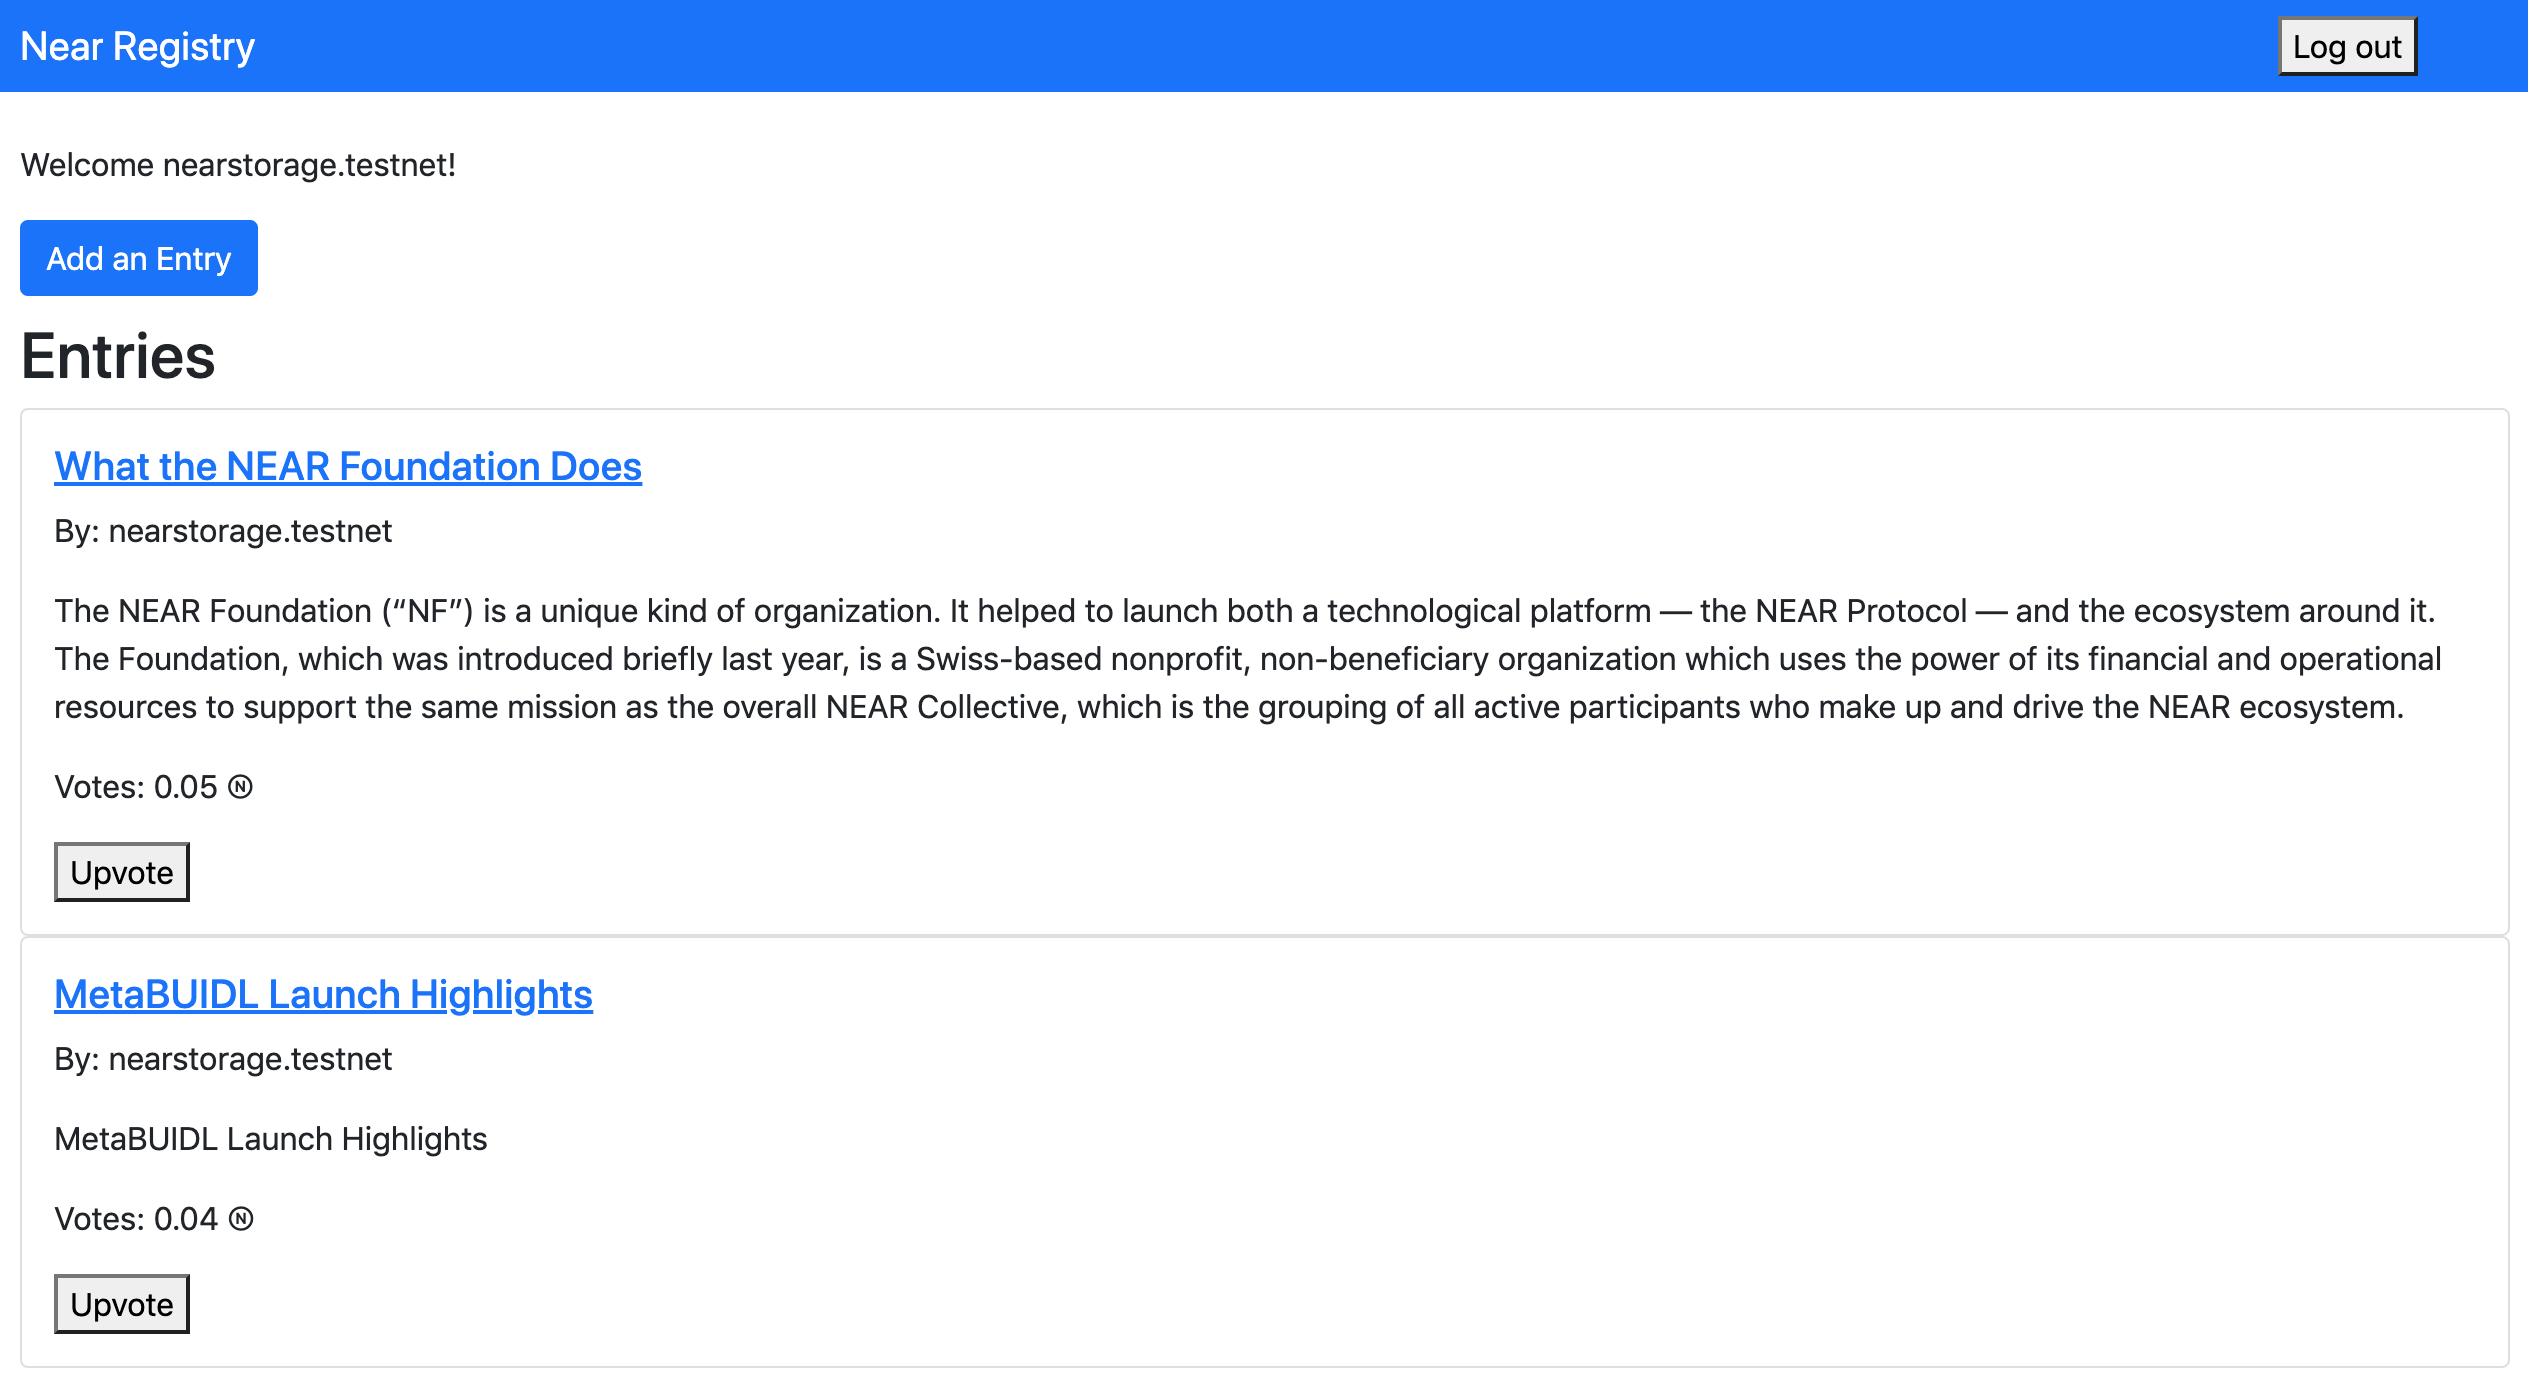 Near Registry
Log out
Welcome nearstorage.testnet!
Add an Entry
Entries
What the NEAR Foundation Does
By: nearstorage.testnet
The NEAR Foundation (“NF”) is a unique kind of organization. It helped to launch both a technological platform — the NEAR Protocol — and the ecosystem around it.
The Foundation, which was introduced briefly last year, is a Swiss-based nonprofit, non-beneficiary organization which uses the power of its financial and operational
resources to support the same mission as the overall NEAR Collective, which is the grouping of all active participants who make up and drive the NEAR ecosystem.
Votes: 0.05 Ⓝ
Upvote
MetaBUIDL Launch Highlights
By: nearstorage.testnet
MetaBUIDL Launch Highlights
Votes: 0.04 Ⓝ
Upvote